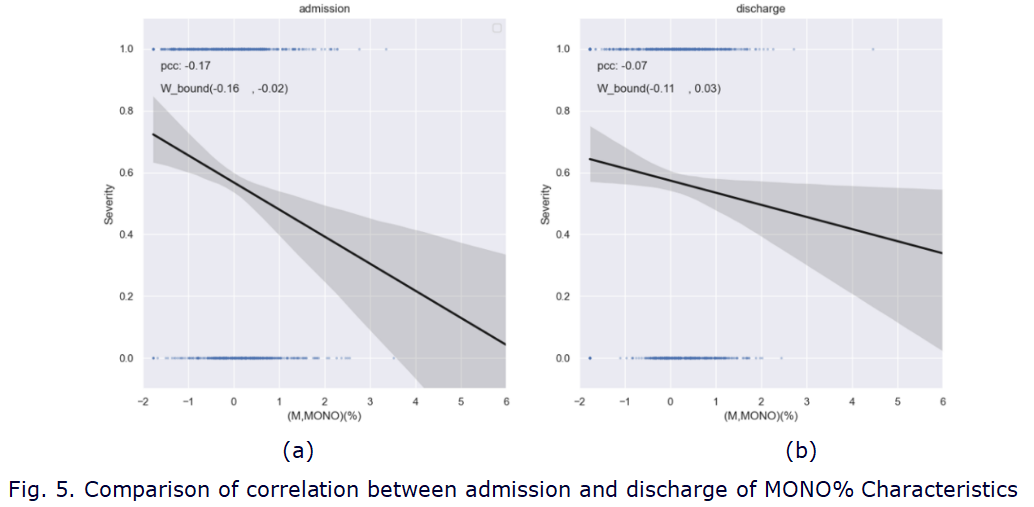 admission
1.0
0.8
0.6
0.4
0.2
0.0
Severity
pcc: -0.17
W_bound(-0.16 , -0.02)
−2 −1 0 1 2 3 4 5 6
(M,MONO)(%)
(a)
discharge
1.0
0.8
0.6
0.4
0.2
0.0
Severity
pcc: -0.07
W_bound(-0.11 , 0.03)
−2 −1 0 1 2 3 4 5 6
(M,MONO)(%)
(b)
Fig. 5. Comparison of correlation between admission and discharge of MONO% Characteristics